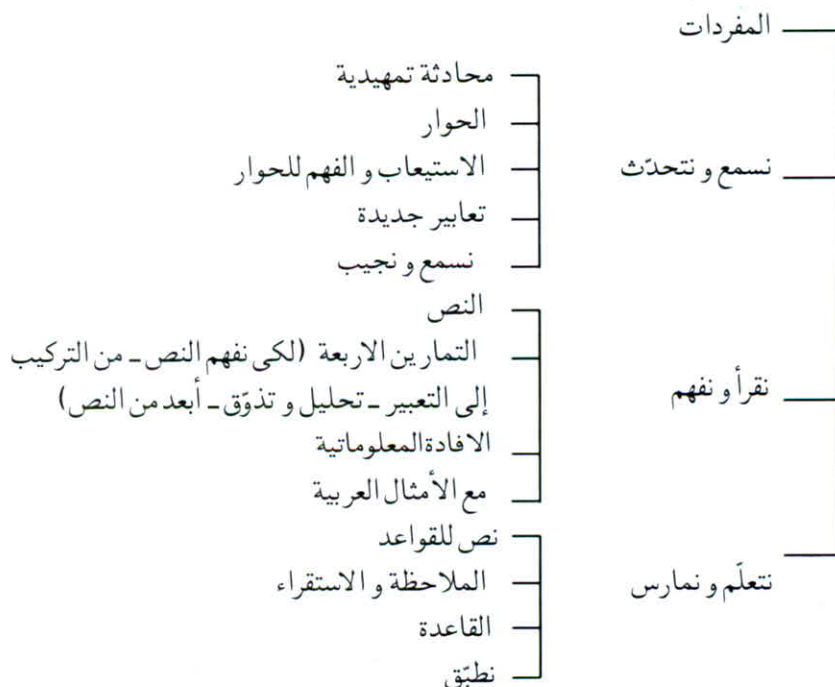 المفردات
محادثة تمهيدية
الحوار
نسمع و نتحدّث
الاستيعاب و الفهم للحوار
تعابير جديدة
نسمع و نجيب
النص
التمارين الاربعة (لكى نفهم النص ـ من التركيب
نقرأ و نفهم
إلى التعبير ـ تحليل و تذوّق ـ أبعد من النص)
الافادة المعلوماتية
مع الأمثال العربية
نص للقواعد
نتعلّم و نمارس
الملاحظة و الاستقراء
القاعدة
نطبّق